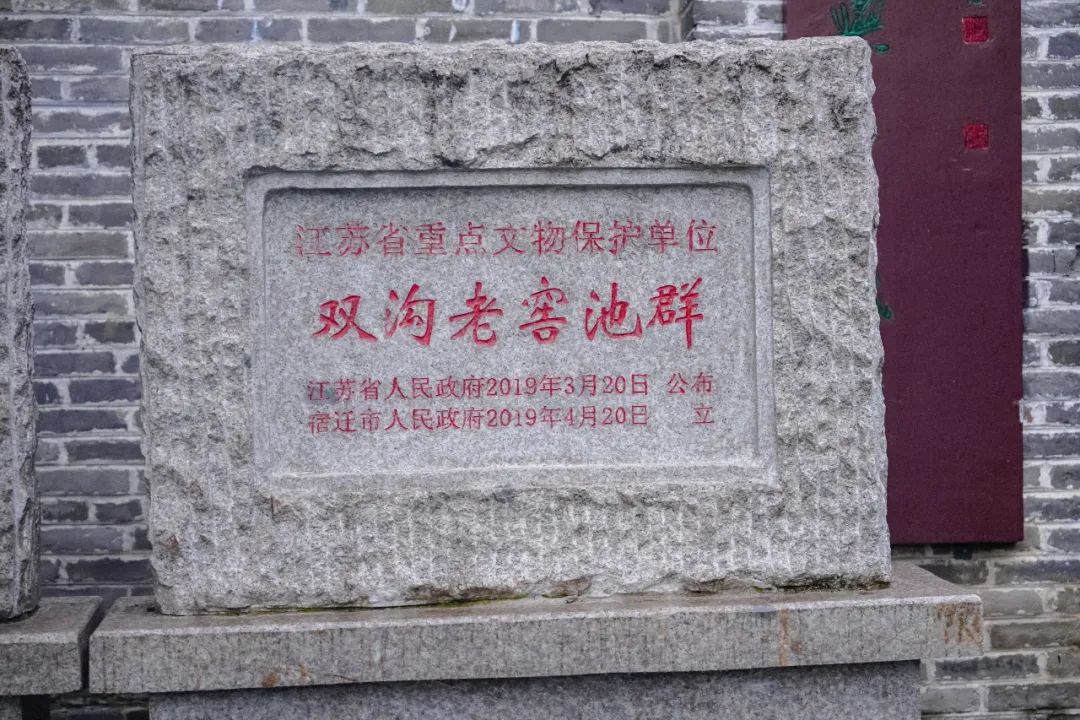 江苏省重点文物保护单位
双沟老窖池群
江苏省人民政府2019年3月20日 公布
宿迁市人民政府2019年4月20日 立